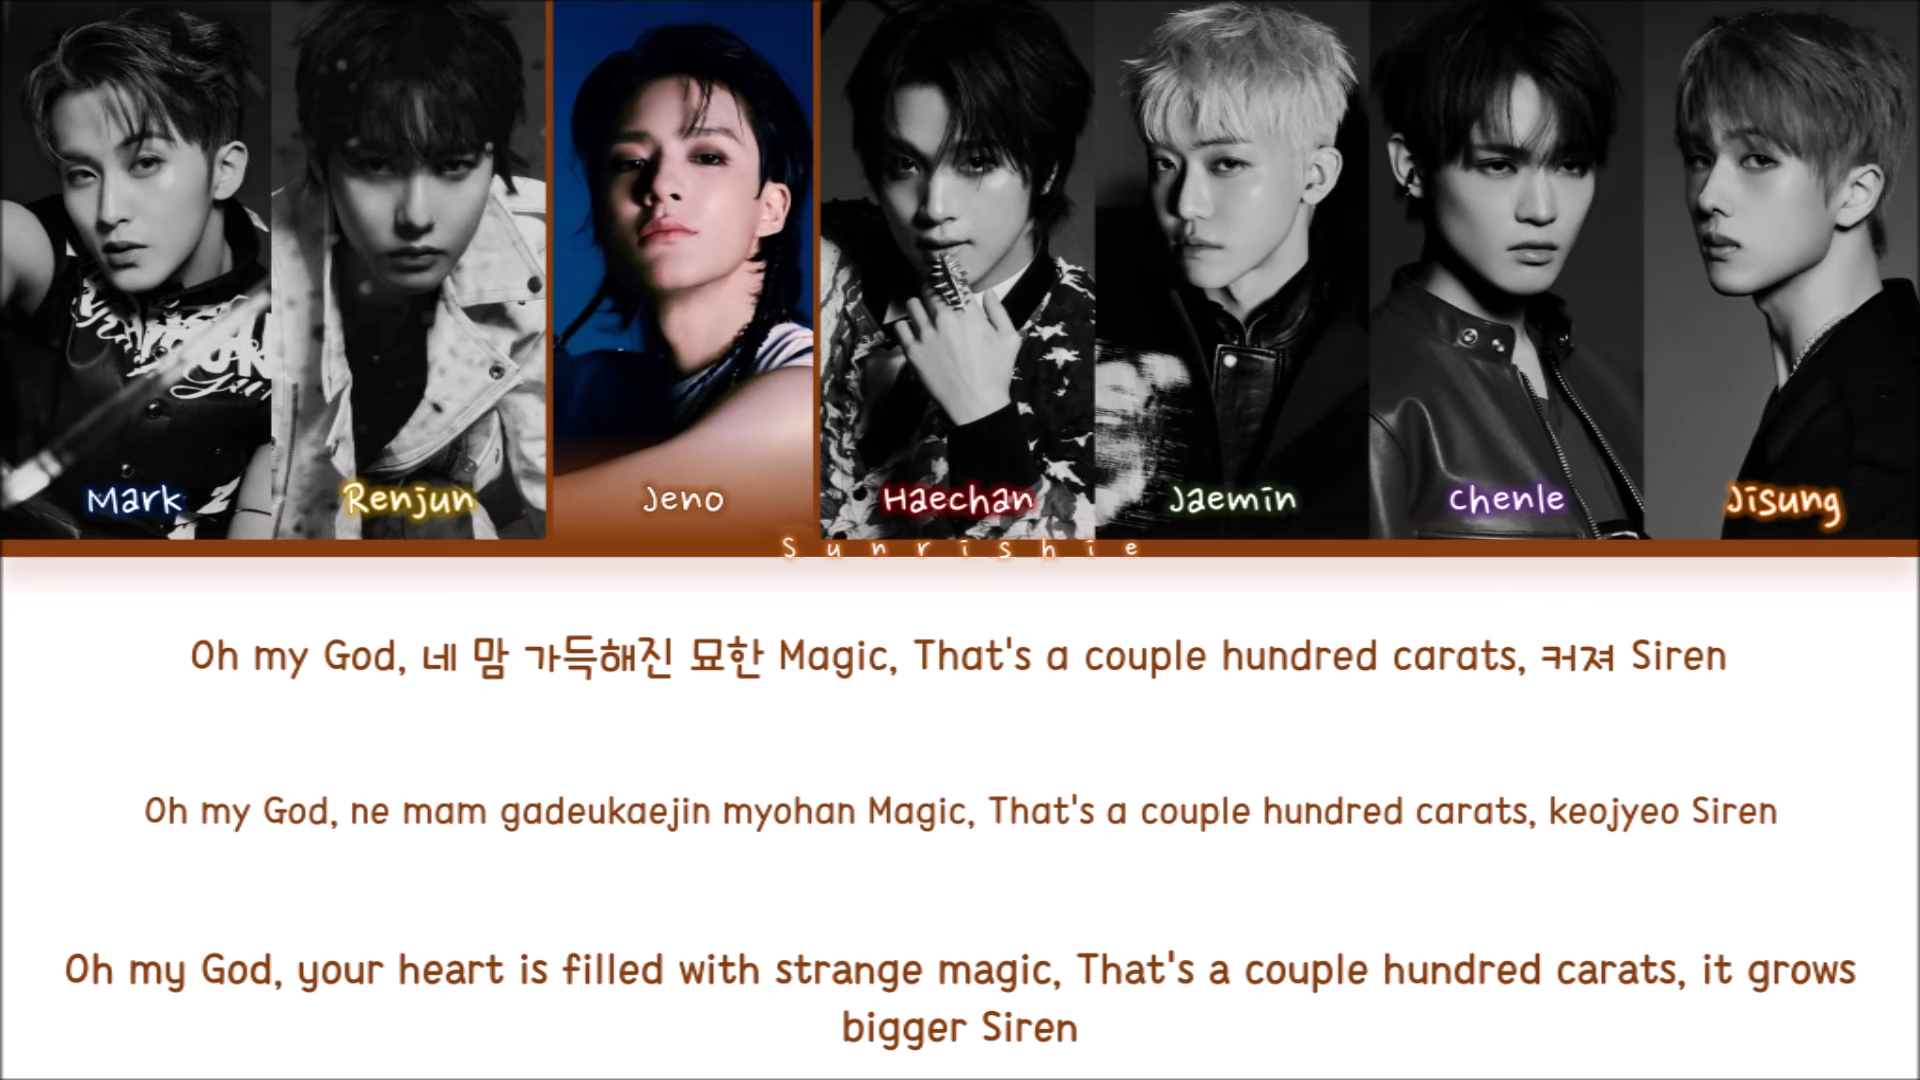 Mark Renjun Jeno Haechan Jaemin Chenle Jisung
Sunrishie
Oh my God, 네 맘 가득해진 묘한 Magic, That's a couple hundred carats, 커져 Siren
Oh my God, ne mam gadeukaejin myohan Magic, That's a couple hundred carats, keojyeo Siren
Oh my God, your heart is filled with strange magic, That's a couple hundred carats, it grows
bigger Siren